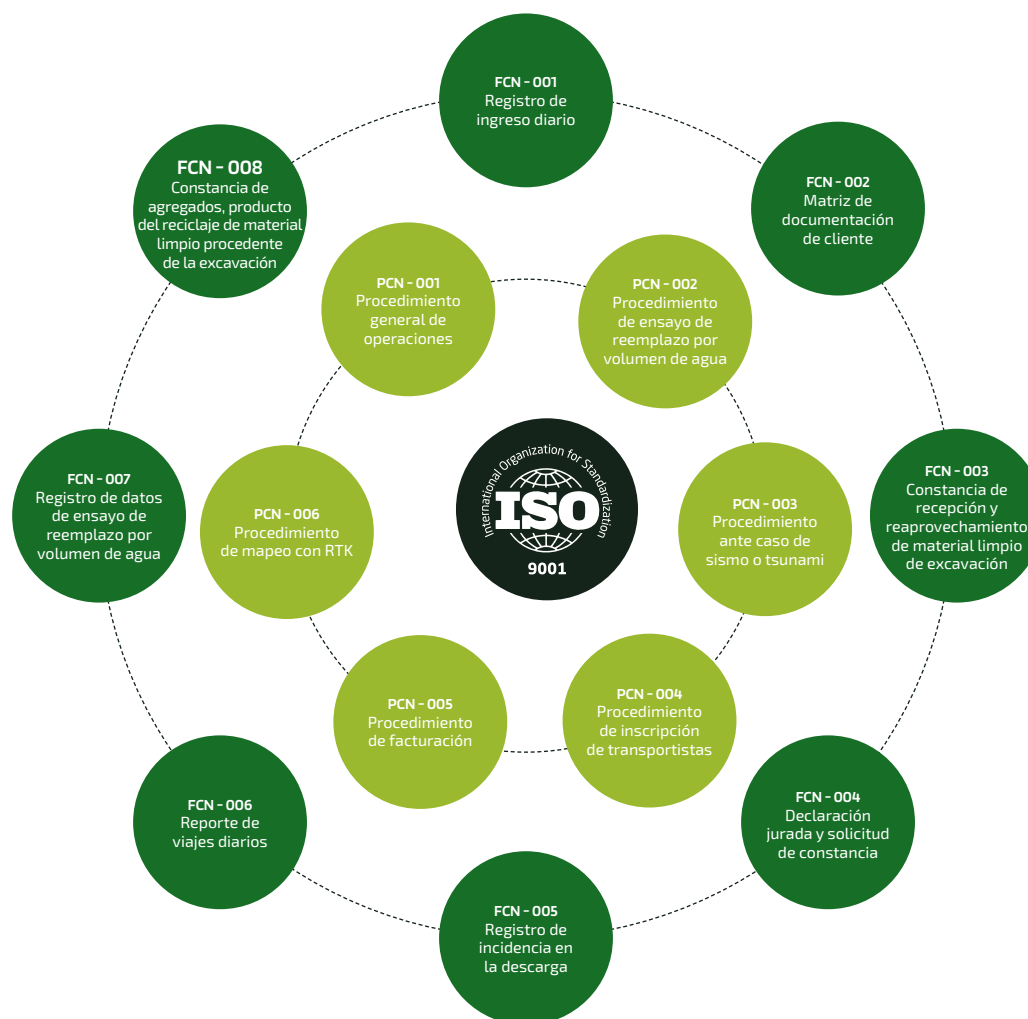 FCN - 001
Registro de
ingreso diario
FCN - 008
Constancia de
agregados, producto
del reciclaje de material
limpio procedente
de la excavación
FCN - 002
Matriz de
documentación
de cliente
PCN - 001
Procedimiento
general de
operaciones
PCN - 002
Procedimiento
de ensayo de
reemplazo por
volumen de agua
FCN - 007
Registro de datos
de ensayo de
reemplazo por
volumen de agua
PCN - 006
Procedimiento
de mapeo con RTK
International Organization for Standardization
ISO
9001
PCN - 003
Procedimiento
ante caso de
sismo o tsunami
FCN - 003
Constancia de
recepción y
reaprovechamiento
de material limpio
de excavación
PCN - 005
Procedimiento
de facturación
PCN - 004
Procedimiento
de inscripción
de transportistas
FCN - 006
Reporte de
viajes diarios
FCN - 004
Declaración
jurada y solicitud
de constancia
FCN - 005
Registro de
incidencia en
la descarga